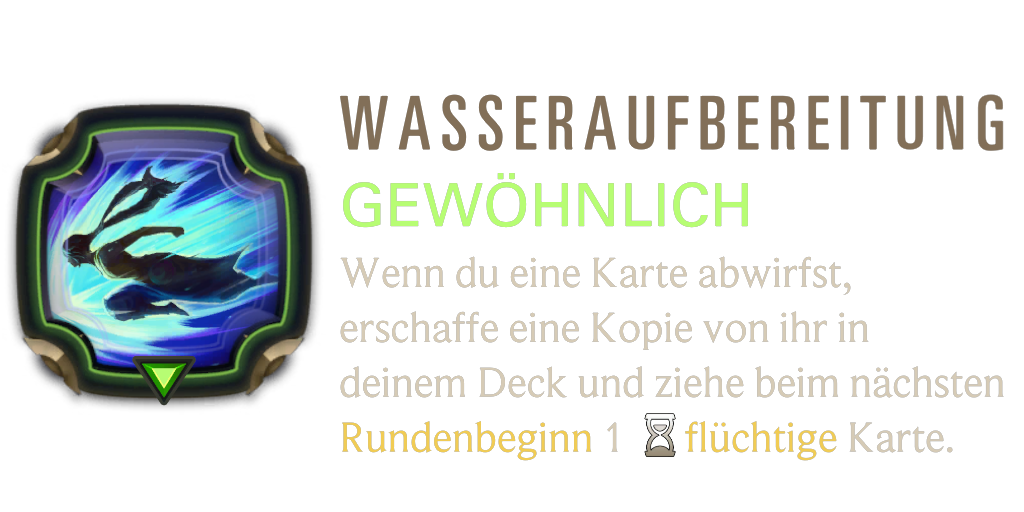 WASSERAUFBEREITUNG
GEWÖHNLICH
Wenn du eine Karte abwirfst,
erschaffe eine Kopie von ihr in
deinem Deck und ziehe beim nächsten
Rundenbeginn 1 flüchtige Karte.